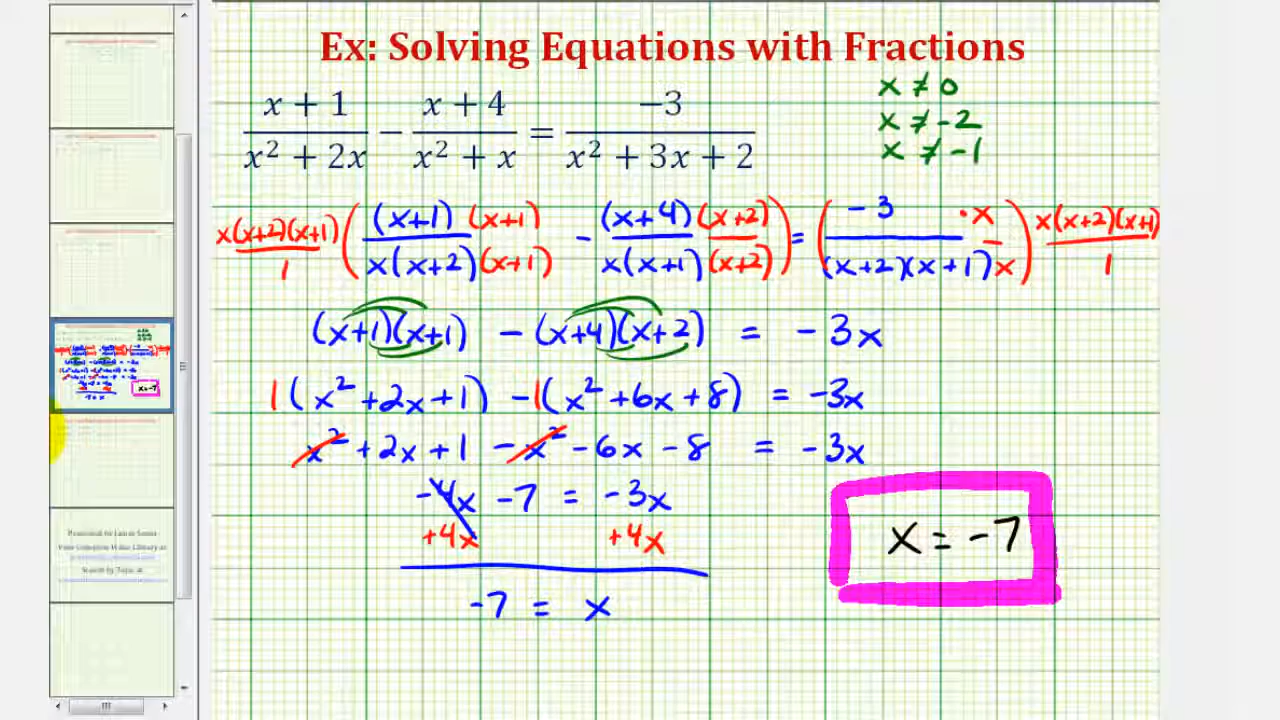 Ex: Solving Equations with Fractions
x ≠ 0
x ≠ -2
x ≠ -1
(x + 1)/(x² + 2x) − (x + 4)/(x² + x) = −3/(x² + 3x + 2)
x(x+2)(x+1)/1 ( (x+1)(x+1)/(x(x+2)(x+1)) - (x+4)(x+2)/(x(x+1)(x+2)) ) = ( -3 · x/((x+2)(x+1) x) ) x(x+2)(x+1)/1
(x+1)(x+1) - (x+4)(x+2) = -3x
1(x²+2x+1) -1(x²+6x+8) = -3x
x² +2x+1 -x² -6x -8 = -3x
-4x -7 = -3x
+4x +4x
-7 = x
x = -7